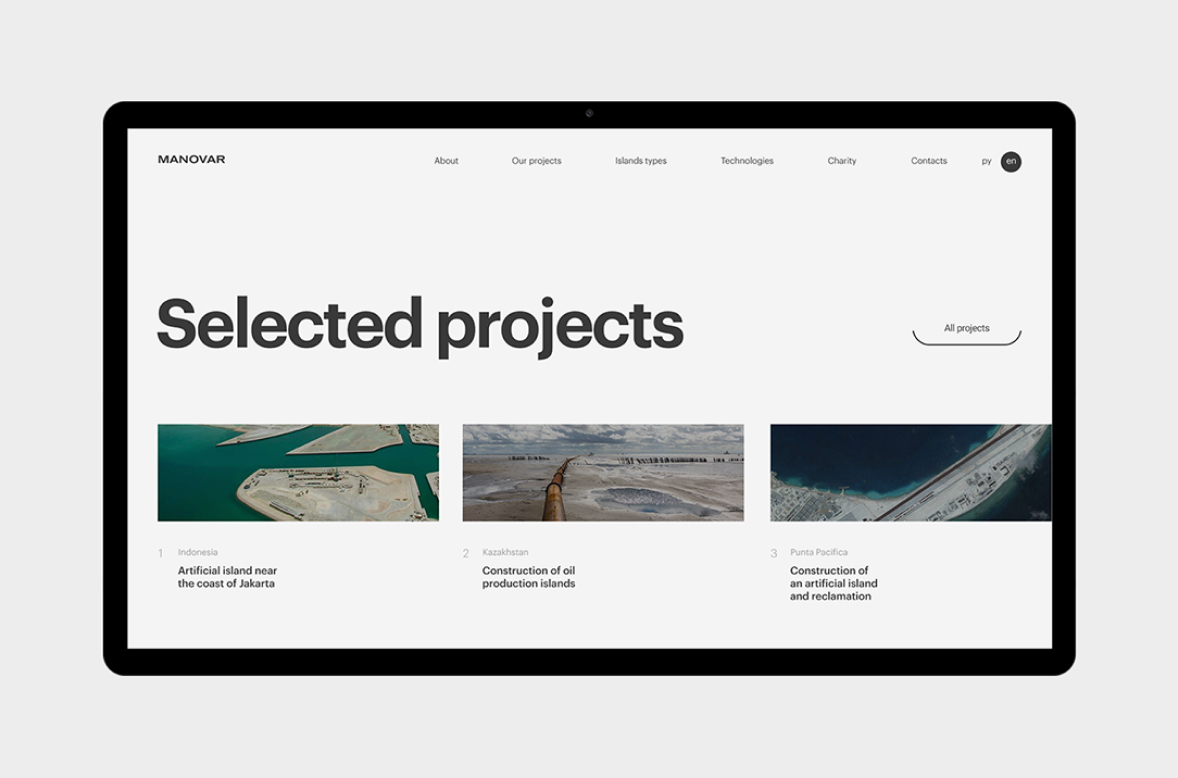 MANOVAR
About
Our projects
Islands types
Technologies
Charity
Contacts
ру
en
Selected projects
All projects
1
Indonesia
Artificial island near
the coast of Jakarta
2
Kazakhstan
Construction of oil
production islands
3
Punta Pacifica
Construction of
an artificial island
and reclamation